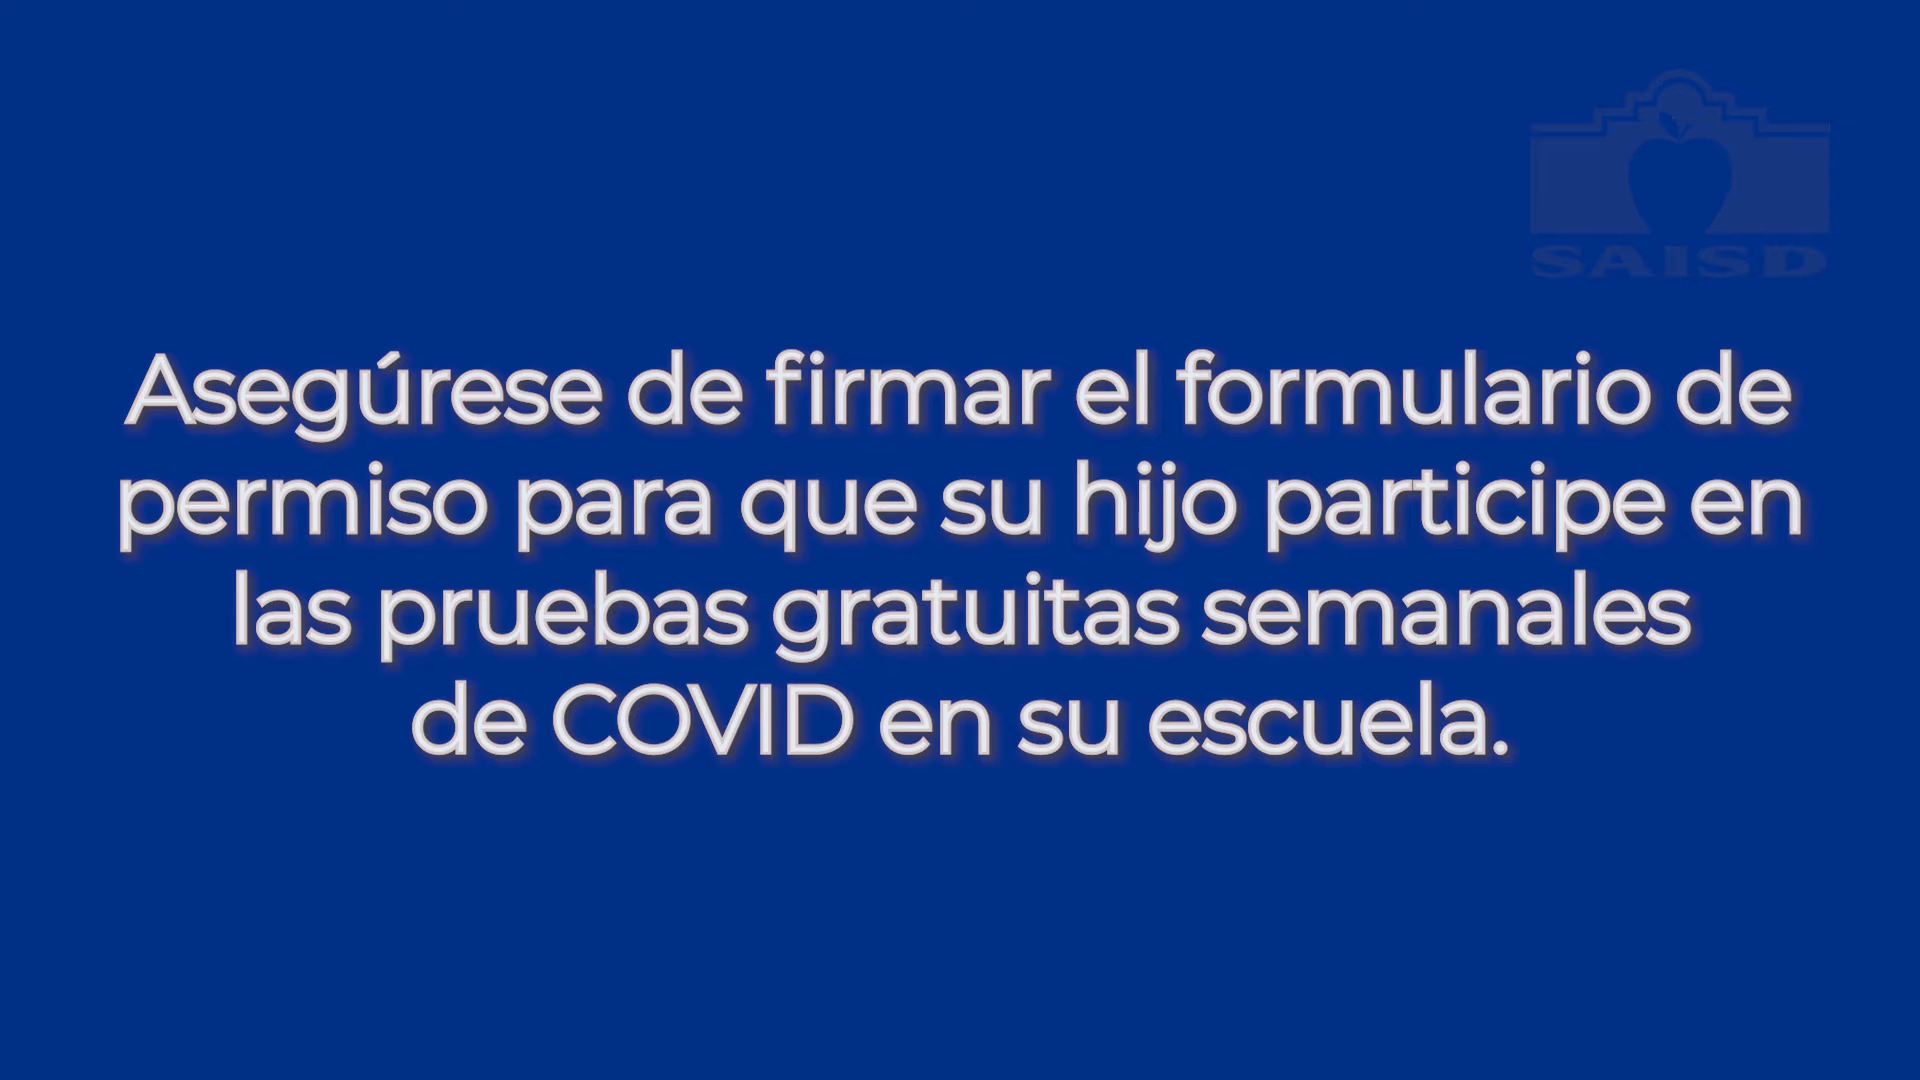 SAISD
Asegúrese de firmar el formulario de
permiso para que su hijo participe en
las pruebas gratuitas semanales
de COVID en su escuela.